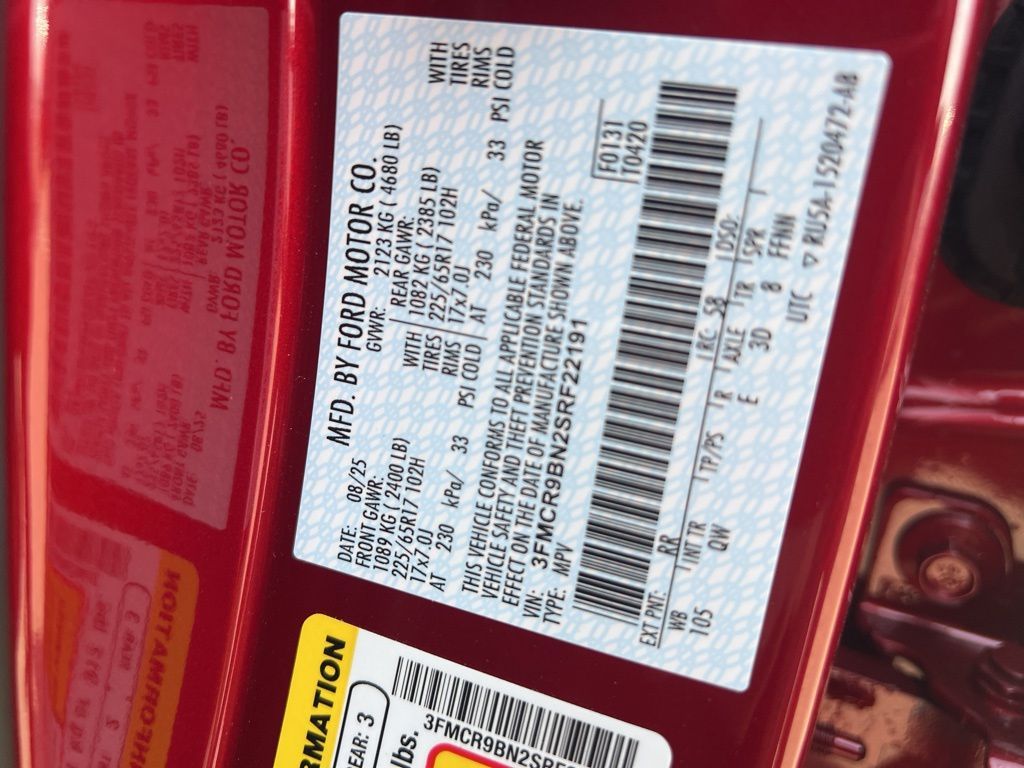 MFD. BY FORD MOTOR CO.
DATE: 08/25
GVWR: 2123 KG ( 4680 LB)
FRONT GAWR:
1089 KG ( 2400 LB)
WITH
225/65R17 102H
TIRES
17x7.0J
RIMS
AT 230 kPa/ 33 PSI COLD
REAR GAWR:
1082 KG ( 2385 LB)
WITH
225/65R17 102H
TIRES
17x7.0J
RIMS
AT 230 kPa/ 33 PSI COLD
THIS VEHICLE CONFORMS TO ALL APPLICABLE FEDERAL MOTOR
VEHICLE SAFETY AND THEFT PREVENTION STANDARDS IN
EFFECT ON THE DATE OF MANUFACTURE SHOWN ABOVE.
VIN: 3FMCR9BN2SRF22191
TYPE: MPV
F0131
T0420
EXT PNT: RR RC: 58 DSO:
WB INT TR TP/PS R AXLE TR SPR
105 QW E 3D 8 FFNN
UTC ▽ RU5A-1520472-AB
RMATION
REAR: 3
lbs.
3FMCR9BN2SRF